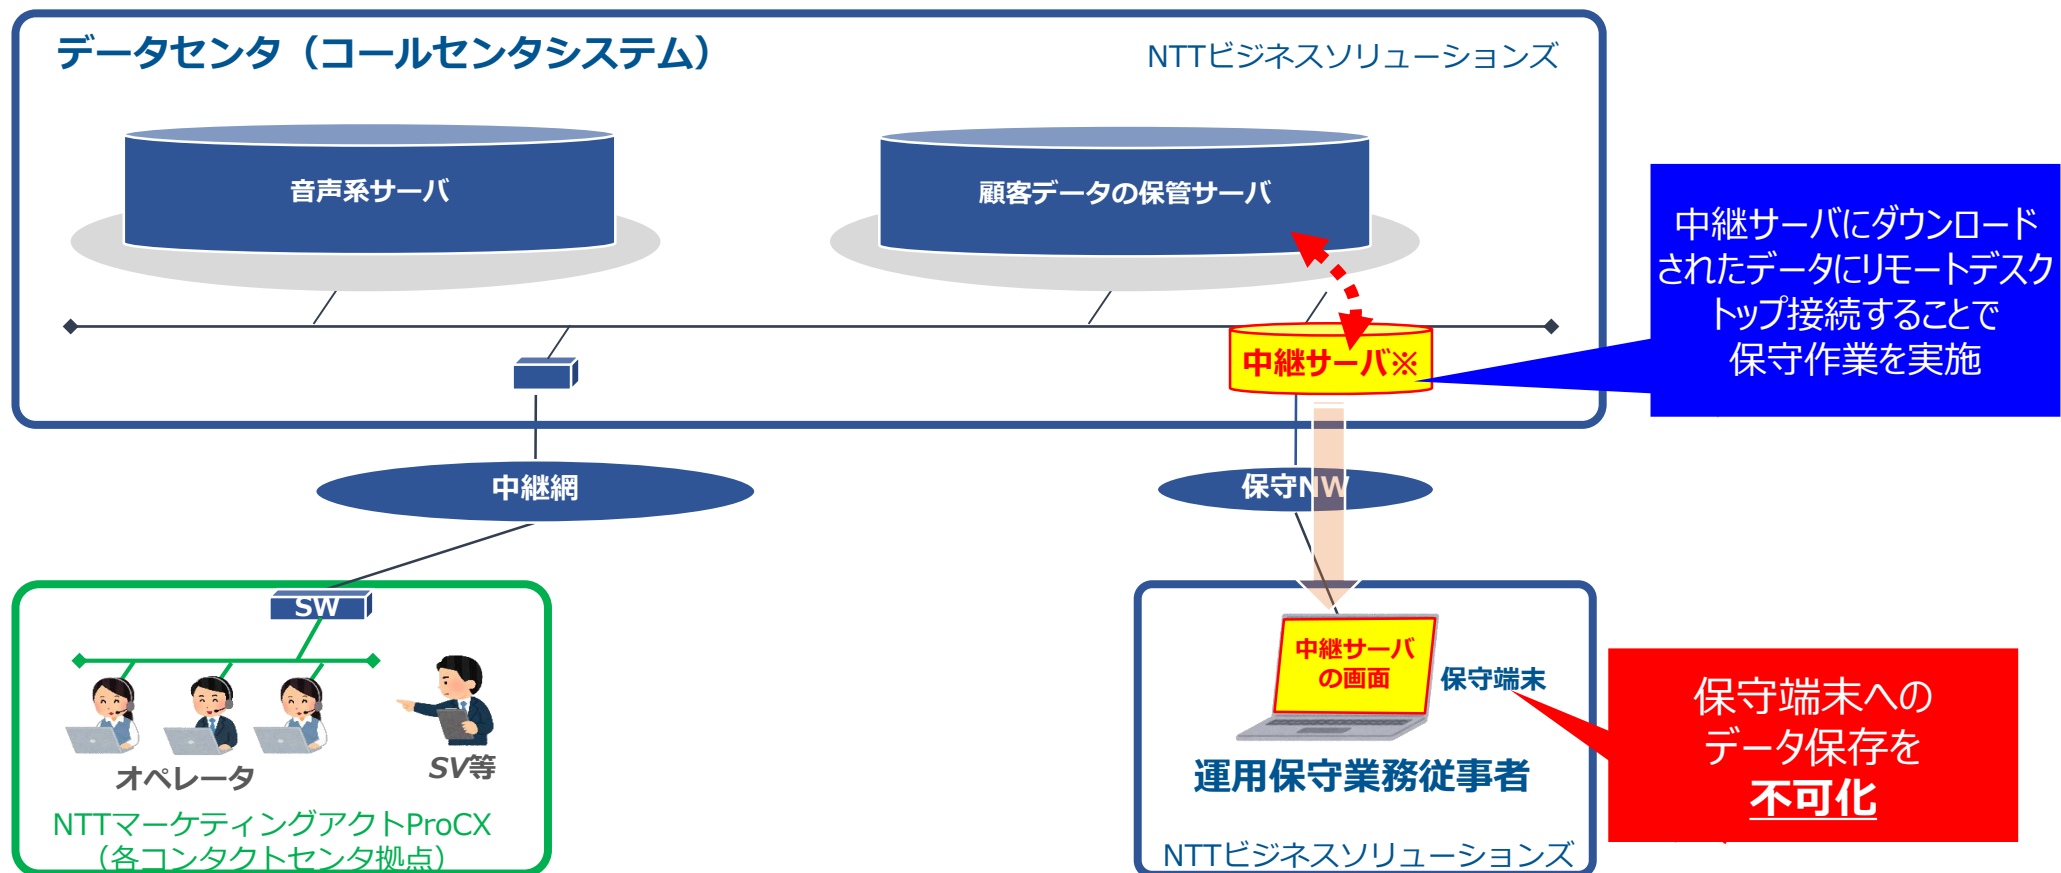 データセンタ（コールセンタシステム）
NTTビジネスソリューションズ
音声系サーバ
顧客データの保管サーバ
中継サーバにダウンロード
されたデータにリモートデスク
トップ接続することで
保守作業を実施
中継サーバ※
中継網
保守NW
SW
オペレータ
SV等
NTTマーケティングアクトProCX
（各コンタクトセンタ拠点）
中継サーバ
の画面
保守端末
運用保守業務従事者
NTTビジネスソリューションズ
保守端末への
データ保存を
不可化